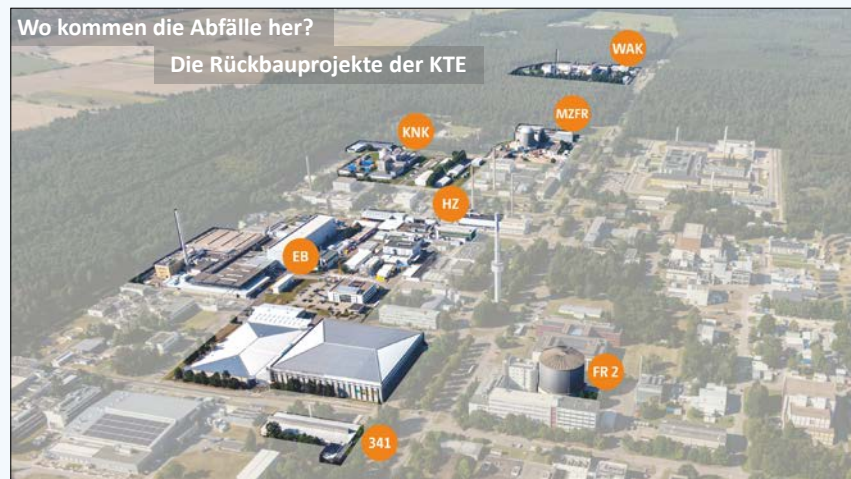 Wo kommen die Abfälle her?
Die Rückbauprojekte der KTE
WAK
MZFR
KNK
HZ
EB
FR 2
341